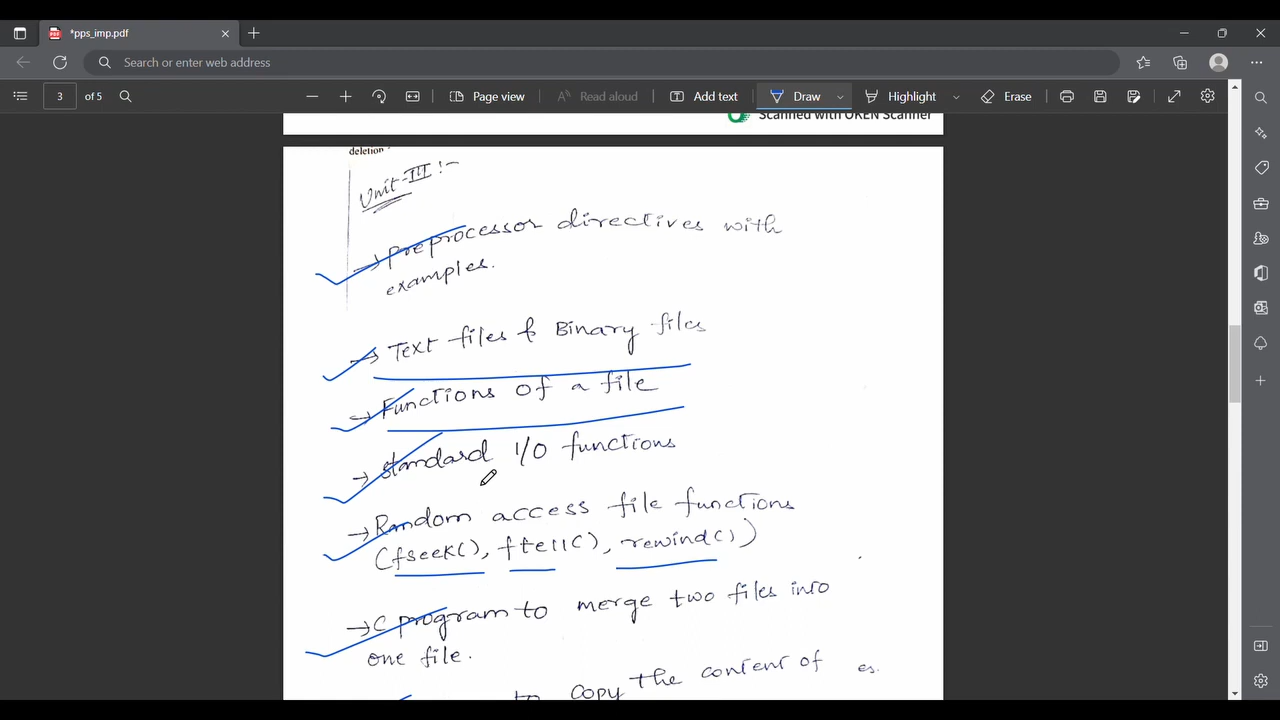 *pps_imp.pdf
Search or enter web address
3 of 5
Page view
Read aloud
Add text
Draw
Highlight
Erase
Scanned with OKEN Scanner
deletion
Unit-III :-
→ preprocessor directives with
examples.
→ Text files & Binary files
→ Functions of a file
→ standard I/O functions
→ Random access file functions
(fseek(), ftell(), rewind())
→ C program to merge two files into
one file.
to copy the content of
es.